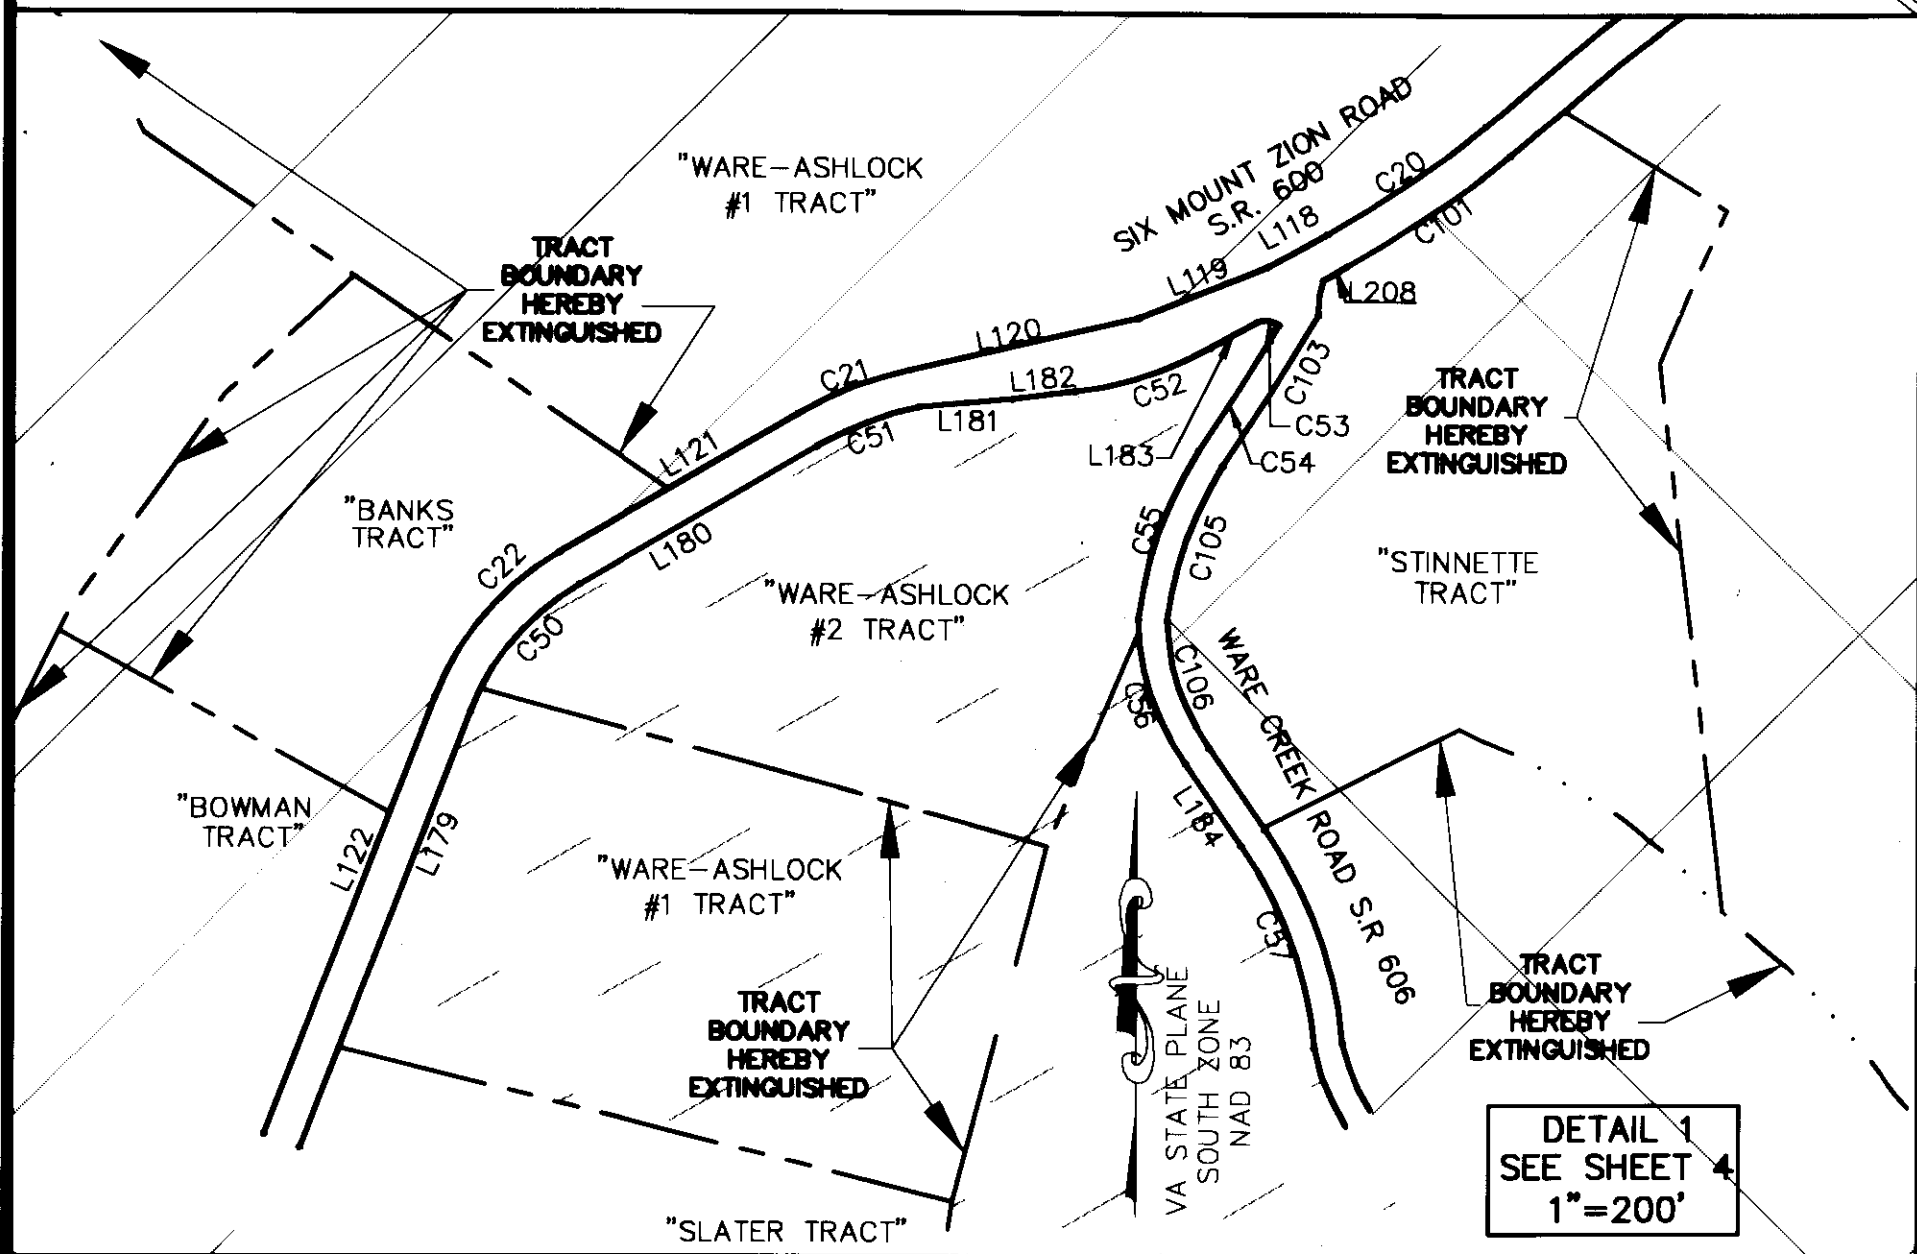 "WARE-ASHLOCK
#1 TRACT"
SIX MOUNT ZION ROAD
S.R. 600
C20
L118
C101
L119
L208
TRACT
BOUNDARY
HEREBY
EXTINGUISHED
L120
C21
L182
C52
C103
L181
C51
C53
L183
C54
L121
TRACT
BOUNDARY
HEREBY
EXTINGUISHED
"BANKS
TRACT"
C22
L180
C55
C105
"STINNETTE
TRACT"
"WARE-ASHLOCK
#2 TRACT"
C50
C106
C56
WARE CREEK ROAD S.R 606
L184
"BOWMAN
TRACT"
L122
L179
"WARE-ASHLOCK
#1 TRACT"
C57
TRACT
BOUNDARY
HEREBY
EXTINGUISHED
VA STATE PLANE
SOUTH ZONE
NAD 83
TRACT
BOUNDARY
HEREBY
EXTINGUISHED
DETAIL 1
SEE SHEET 4
1"=200'
"SLATER TRACT"